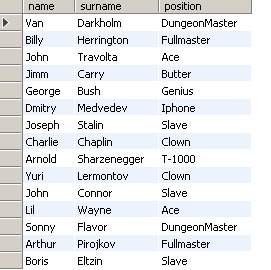 name surname position
Van Darkholm DungeonMaster
Billy Herrington Fullmaster
John Travolta Ace
Jimm Carry Butter
George Bush Genius
Dmitry Medvedev Iphone
Joseph Stalin Slave
Charlie Chaplin Clown
Arnold Sharzenegger T-1000
Yuri Lermontov Clown
John Connor Slave
Lil Wayne Ace
Sonny Flavor DungeonMaster
Arthur Pirojkov Fullmaster
Boris Eltzin Slave